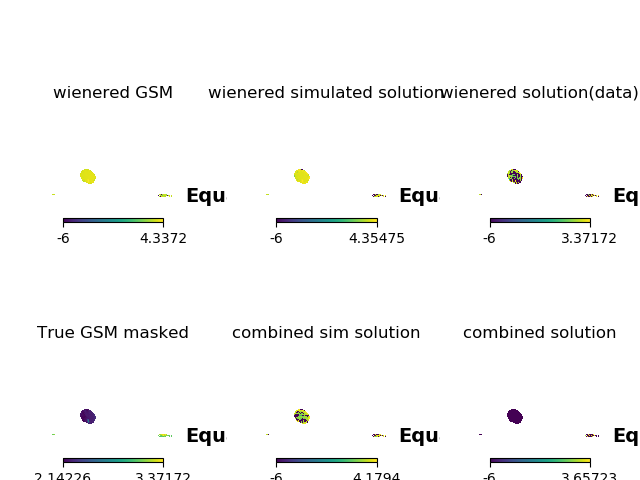 wienered GSM wienered simulated solution wienered solution(data)
Equ Equ Eq
-6 4.3372 -6 4.35475 -6 3.37172
True GSM masked combined sim solution combined solution
Equ Equ Eq
2.14226 3.37172 -6 4.1794 -6 3.65723